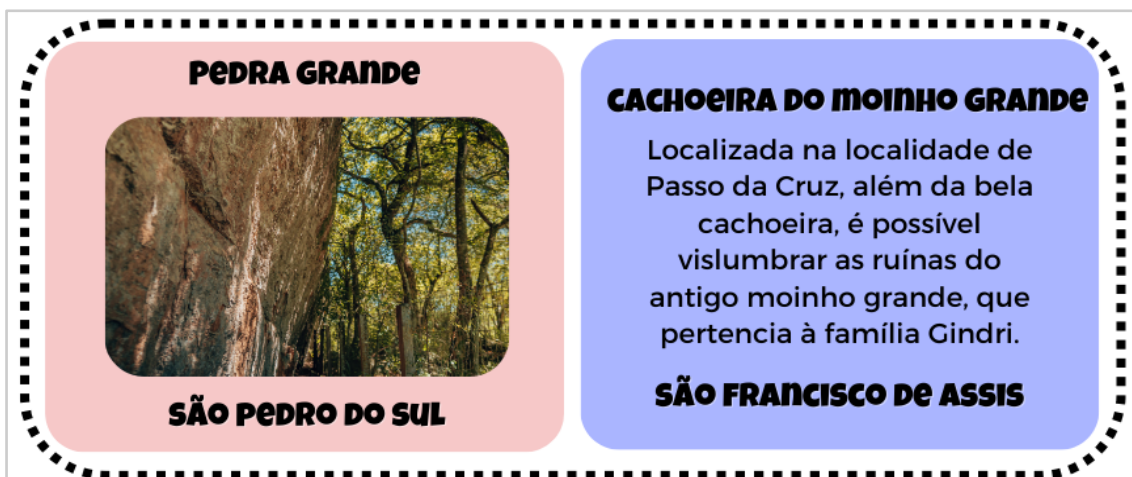 PEDRA GRANDE
SÃO PEDRO DO SUL
CACHOEIRA DO MOINHO GRANDE
Localizada na localidade de
Passo da Cruz, além da bela
cachoeira, é possível
vislumbrar as ruínas do
antigo moinho grande, que
pertencia à família Gindri.
SÃO FRANCISCO DE ASSIS